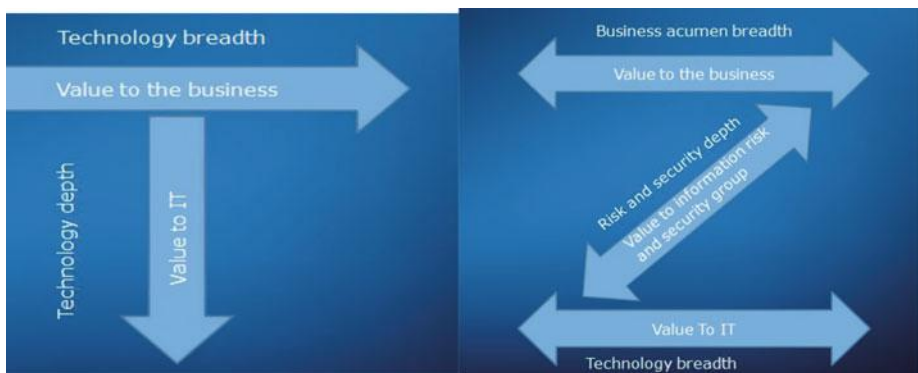 Technology breadth
Value to the business
Technology depth
Value to IT
Business acumen breadth
Value to the business
Risk and security depth
Value to information risk
and security group
Value To IT
Technology breadth